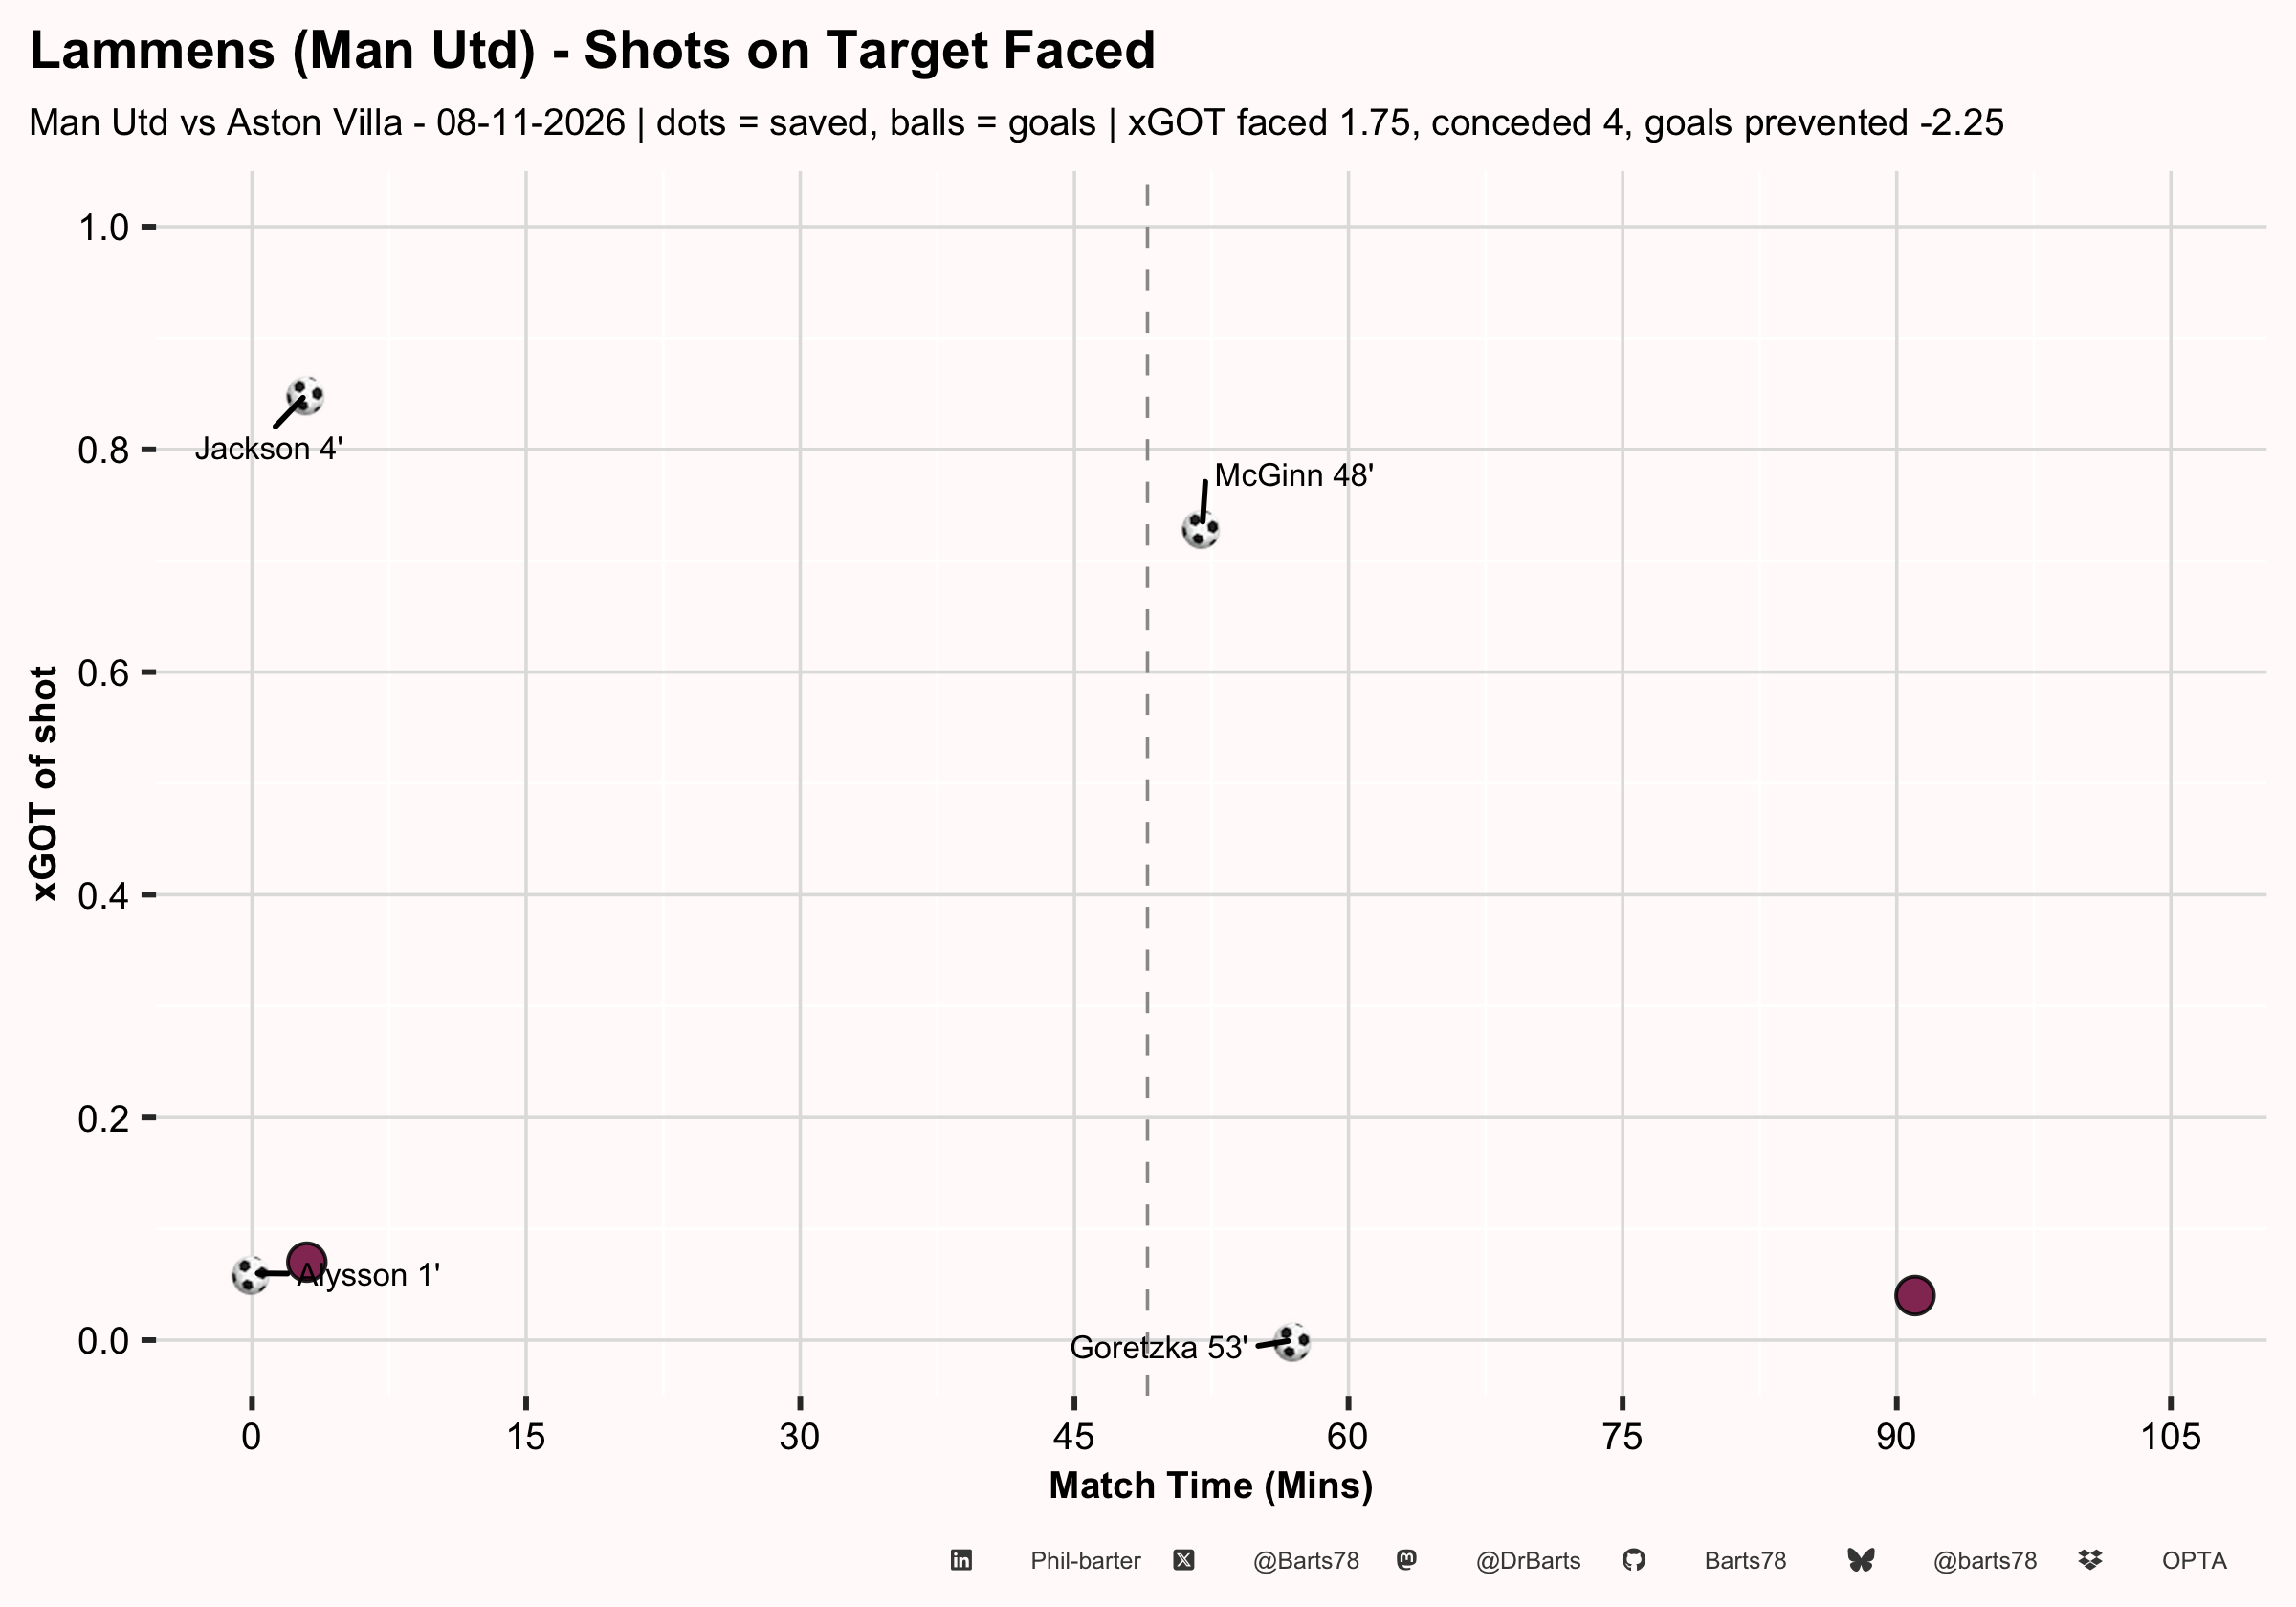 Lammens (Man Utd) - Shots on Target Faced
Man Utd vs Aston Villa - 08-11-2026 | dots = saved, balls = goals | xGOT faced 1.75, conceded 4, goals prevented -2.25
xGOT of shot
1.0
0.8
0.6
0.4
0.2
0.0
Jackson 4'
McGinn 48'
Alysson 1'
Goretzka 53'
0 15 30 45 60 75 90 105
Match Time (Mins)
Phil-barter @Barts78 @DrBarts Barts78 @barts78 OPTA